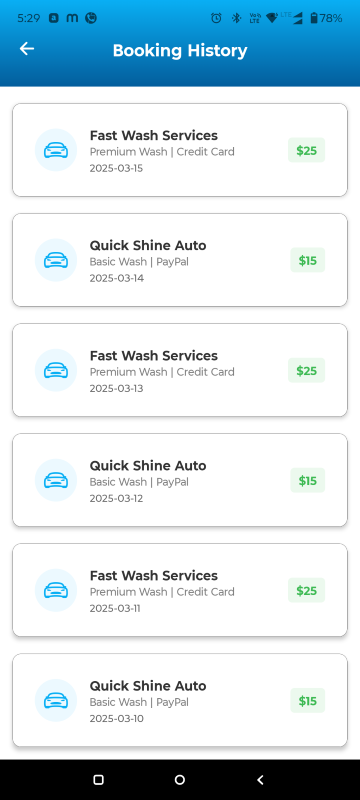 5:29
78%
Booking History
Fast Wash Services
Premium Wash | Credit Card
2025-03-15
$25
Quick Shine Auto
Basic Wash | PayPal
2025-03-14
$15
Fast Wash Services
Premium Wash | Credit Card
2025-03-13
$25
Quick Shine Auto
Basic Wash | PayPal
2025-03-12
$15
Fast Wash Services
Premium Wash | Credit Card
2025-03-11
$25
Quick Shine Auto
Basic Wash | PayPal
2025-03-10
$15